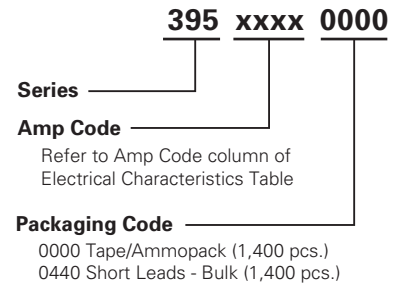 395 xxxx 0000
Series
Amp Code
Refer to Amp Code column of
Electrical Characteristics Table
Packaging Code
0000 Tape/Ammopack (1,400 pcs.)
0440 Short Leads - Bulk (1,400 pcs.)